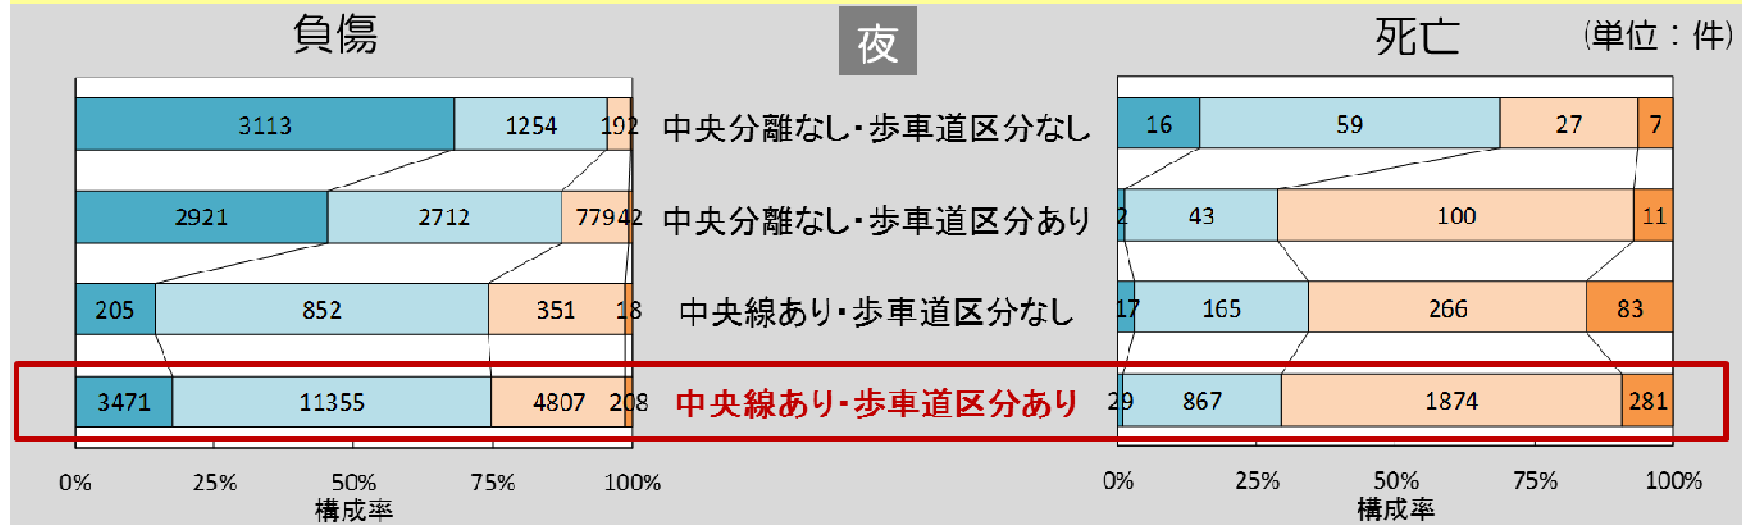 負傷 夜 死亡 (単位：件)
3113 1254 192 中央分離なし・歩車道区分なし 16 59 27 7
2921 2712 779 42 中央分離なし・歩車道区分あり 2 43 100 11
205 852 351 18 中央線あり・歩車道区分なし 17 165 266 83
3471 11355 4807 208 中央線あり・歩車道区分あり 29 867 1874 281
0% 25% 50% 75% 100% 0% 25% 50% 75% 100%
構成率 構成率